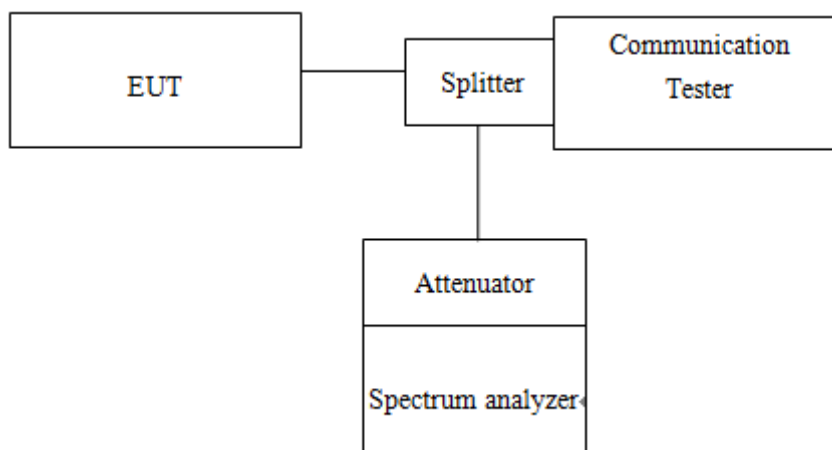 EUT
Splitter
Communication
Tester
Attenuator
Spectrum analyzer